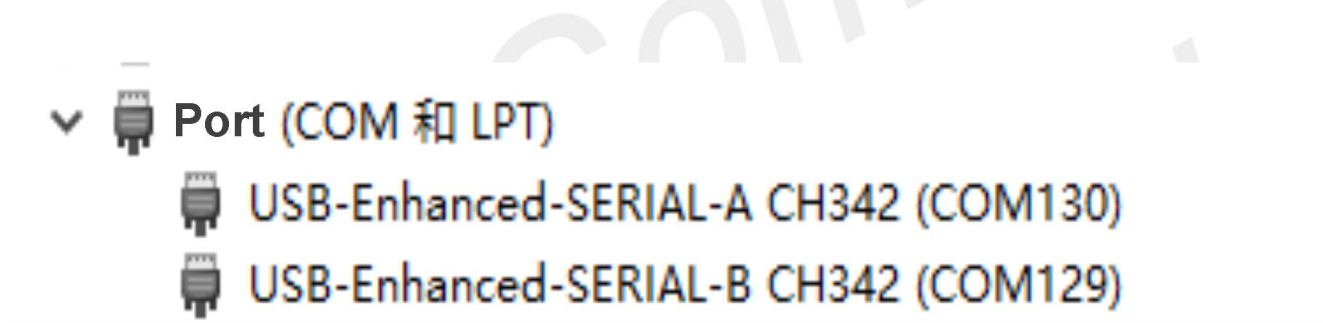 Port (COM 和 LPT)
USB-Enhanced-SERIAL-A CH342 (COM130)
USB-Enhanced-SERIAL-B CH342 (COM129)